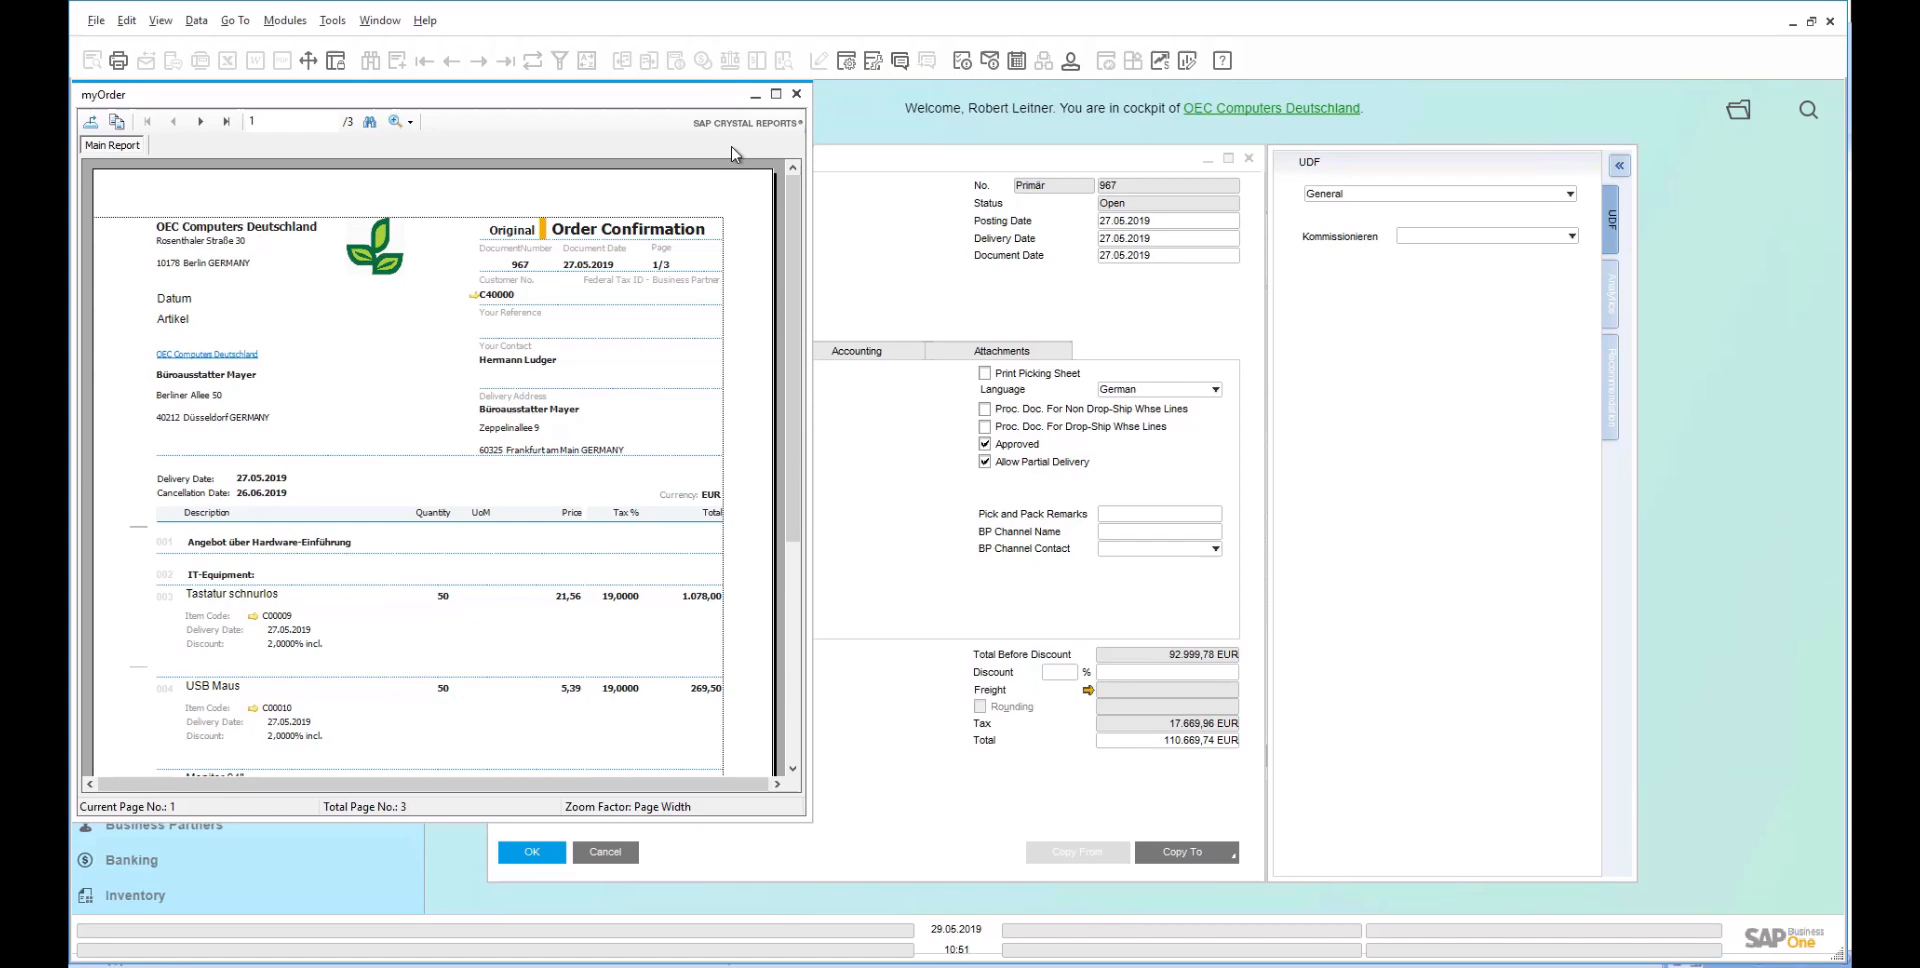 File Edit View Data Go To Modules Tools Window Help
myOrder
1 /3
SAP CRYSTAL REPORTS®
Main Report
Welcome, Robert Leitner. You are in cockpit of OEC Computers Deutschland.
OEC Computers Deutschland
Rosenthaler Straße 30
10178 Berlin GERMANY
Datum
Artikel
OEC Computers Deutschland
Büroausstatter Mayer
Berliner Allee 50
40212 Düsseldorf GERMANY
Original Order Confirmation
DocumentNumber Document Date Page
967 27.05.2019 1/3
Customer No. Federal Tax ID - Business Partner
C40000
Your Reference
Your Contact
Hermann Ludger
Delivery Address
Büroausstatter Mayer
Zeppelinallee 9
60325 Frankfurt am Main GERMANY
Delivery Date: 27.05.2019
Cancellation Date: 26.06.2019
Currency: EUR
Description Quantity UoM Price Tax % Total
001 Angebot über Hardware-Einführung
002 IT-Equipment:
003 Tastatur schnurlos 50 21,56 19,0000 1.078,00
Item Code: C00009
Delivery Date: 27.05.2019
Discount: 2,0000% incl.
004 USB Maus 50 5,39 19,0000 269,50
Item Code: C00010
Delivery Date: 27.05.2019
Discount: 2,0000% incl.
Current Page No.: 1 Total Page No.: 3 Zoom Factor: Page Width
Business Partners
Banking
Inventory
No. Primär 967
Status Open
Posting Date 27.05.2019
Delivery Date 27.05.2019
Document Date 27.05.2019
Accounting Attachments
Print Picking Sheet
Language German
Proc. Doc. For Non Drop-Ship Whse Lines
Proc. Doc. For Drop-Ship Whse Lines
Approved
Allow Partial Delivery
Pick and Pack Remarks
BP Channel Name
BP Channel Contact
Total Before Discount 92.999,78 EUR
Discount %
Freight
Rounding
Tax 17.669,96 EUR
Total 110.669,74 EUR
OK Cancel Copy From Copy To
UDF
General
Kommissionieren
UDF
Analytics
Recommendation
29.05.2019
10:51
SAP Business One